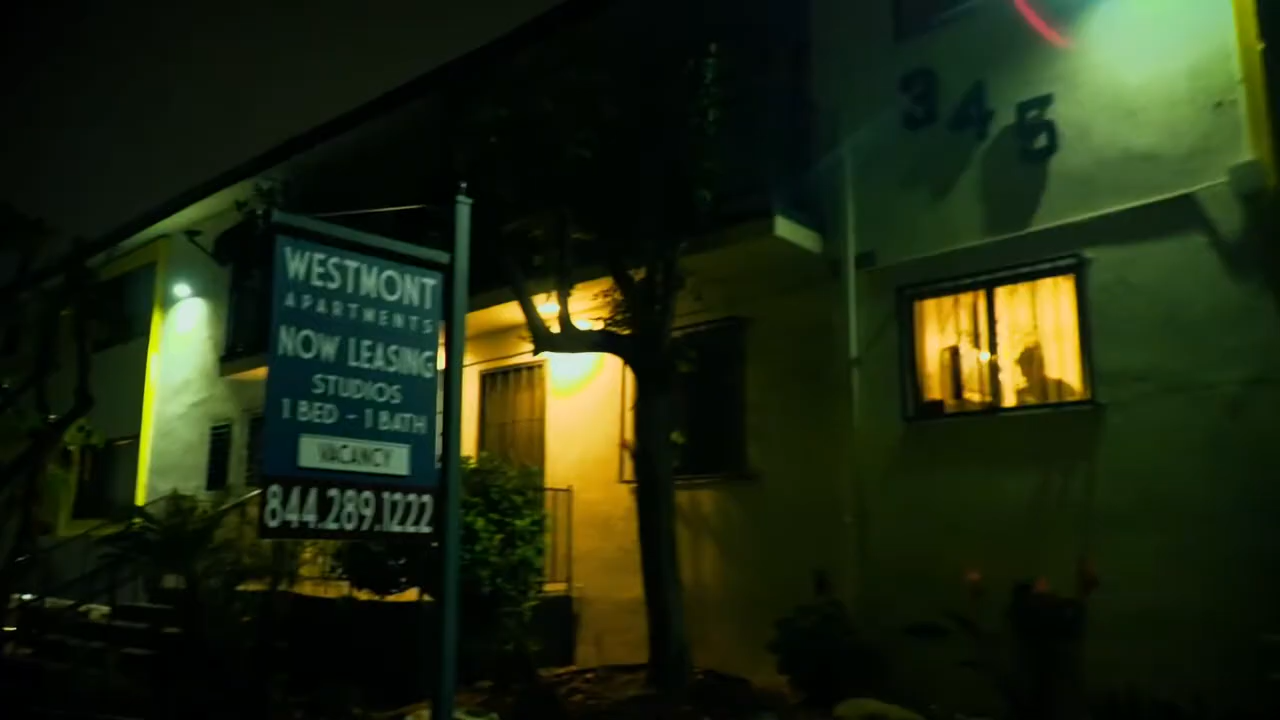 345
WESTMONT
APARTMENTS
NOW LEASING
STUDIOS
1 BED - 1 BATH
VACANCY
844.289.1222